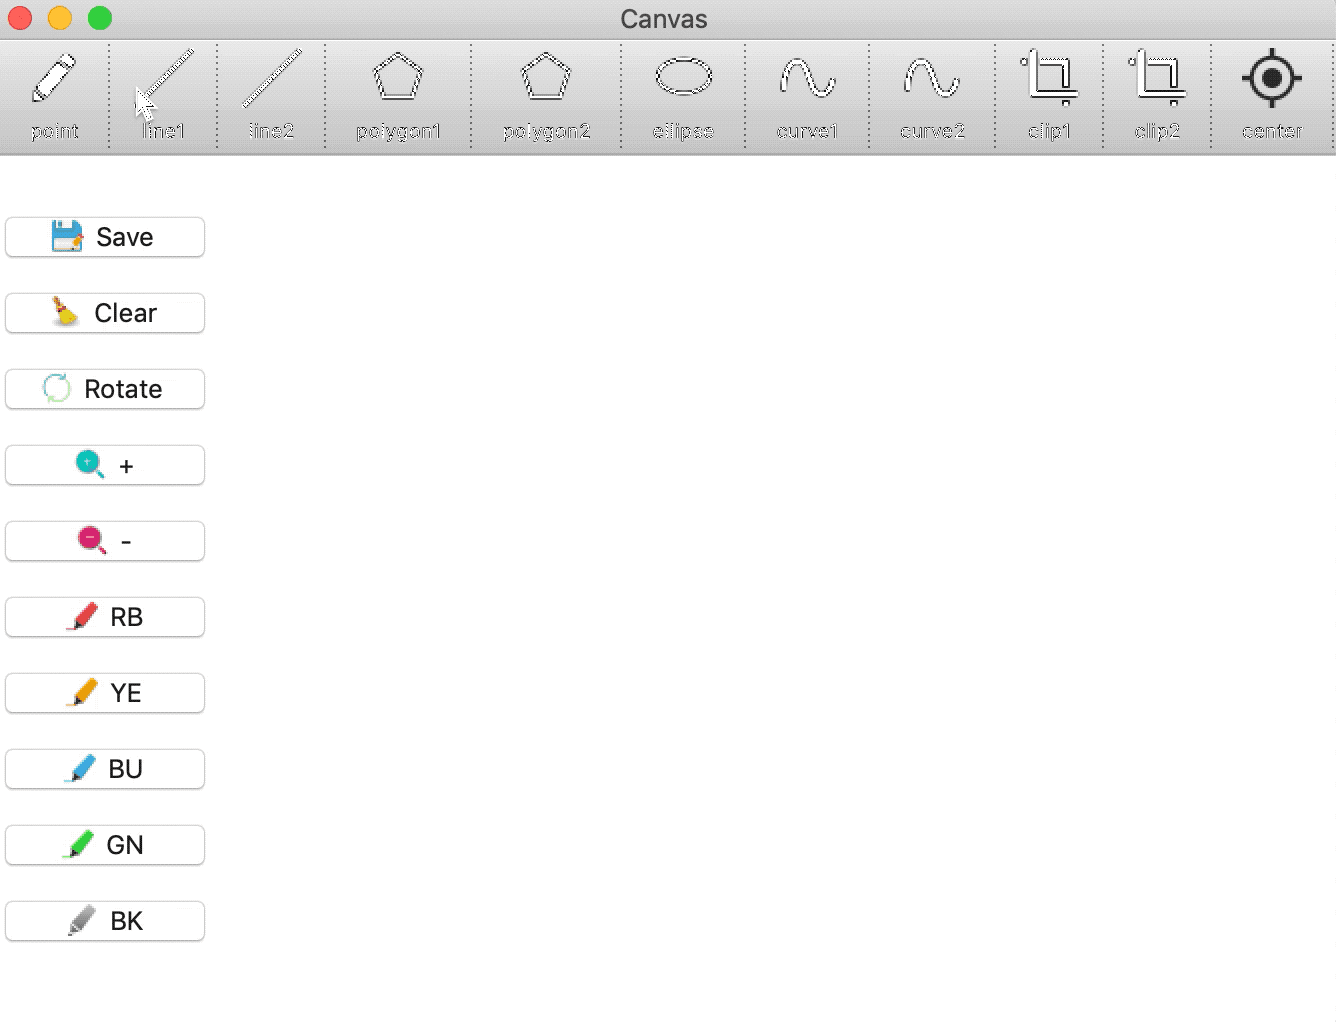 Canvas
point line1 line2 polygon1 polygon2 ellipse curve1 curve2 clip1 clip2 center
Save
Clear
Rotate
+
-
RB
YE
BU
GN
BK